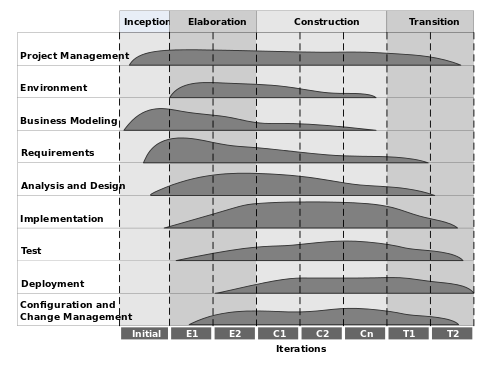 Inception Elaboration Construction Transition
Project Management
Environment
Business Modeling
Requirements
Analysis and Design
Implementation
Test
Deployment
Configuration and
Change Management
Initial E1 E2 C1 C2 Cn T1 T2
Iterations